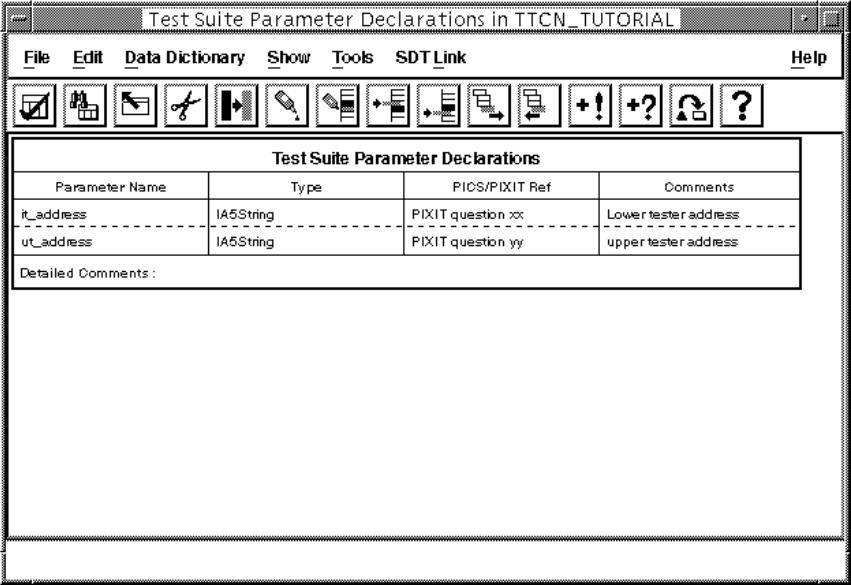 Test Suite Parameter Declarations in TTCN_TUTORIAL
File Edit Data Dictionary Show Tools SDT Link Help
+! +? ?
Test Suite Parameter Declarations
Parameter Name Type PICS/PIXIT Ref Comments
it_address IA5String PIXIT question xx Lower tester address
ut_address IA5String PIXIT question yy upper tester address
Detailed Comments :